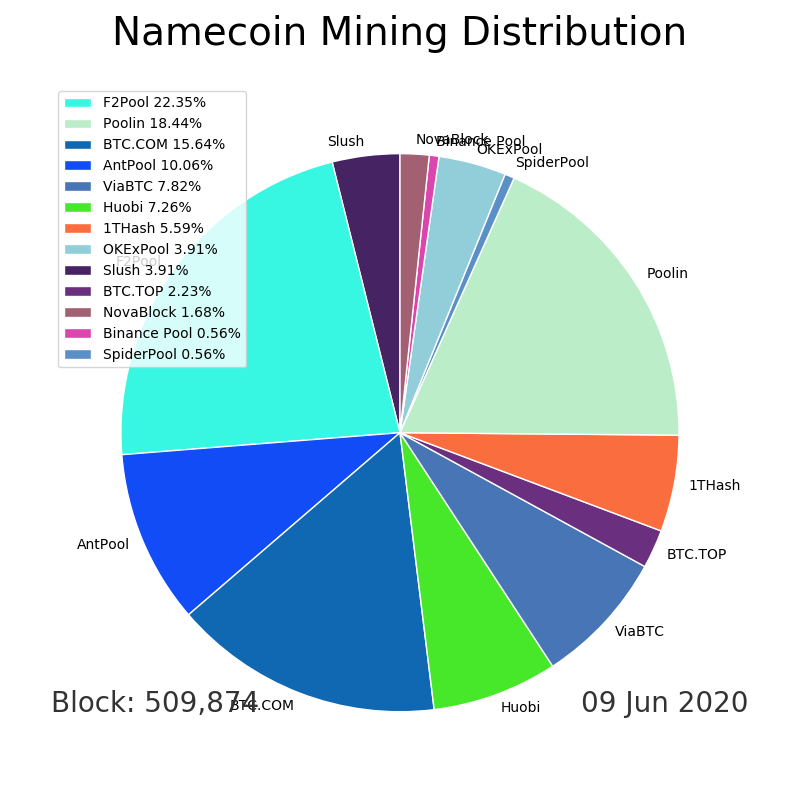 Namecoin Mining Distribution
F2Pool 22.35%
Poolin 18.44%
BTC.COM 15.64%
AntPool 10.06%
ViaBTC 7.82%
Huobi 7.26%
1THash 5.59%
OKExPool 3.91%
Slush 3.91%
BTC.TOP 2.23%
NovaBlock 1.68%
Binance Pool 0.56%
SpiderPool 0.56%
Slush
NovaBlock
Binance Pool
OKExPool
SpiderPool
F2Pool
Poolin
1THash
AntPool
BTC.TOP
ViaBTC
Block: 509,874
BTC.COM
Huobi
09 Jun 2020